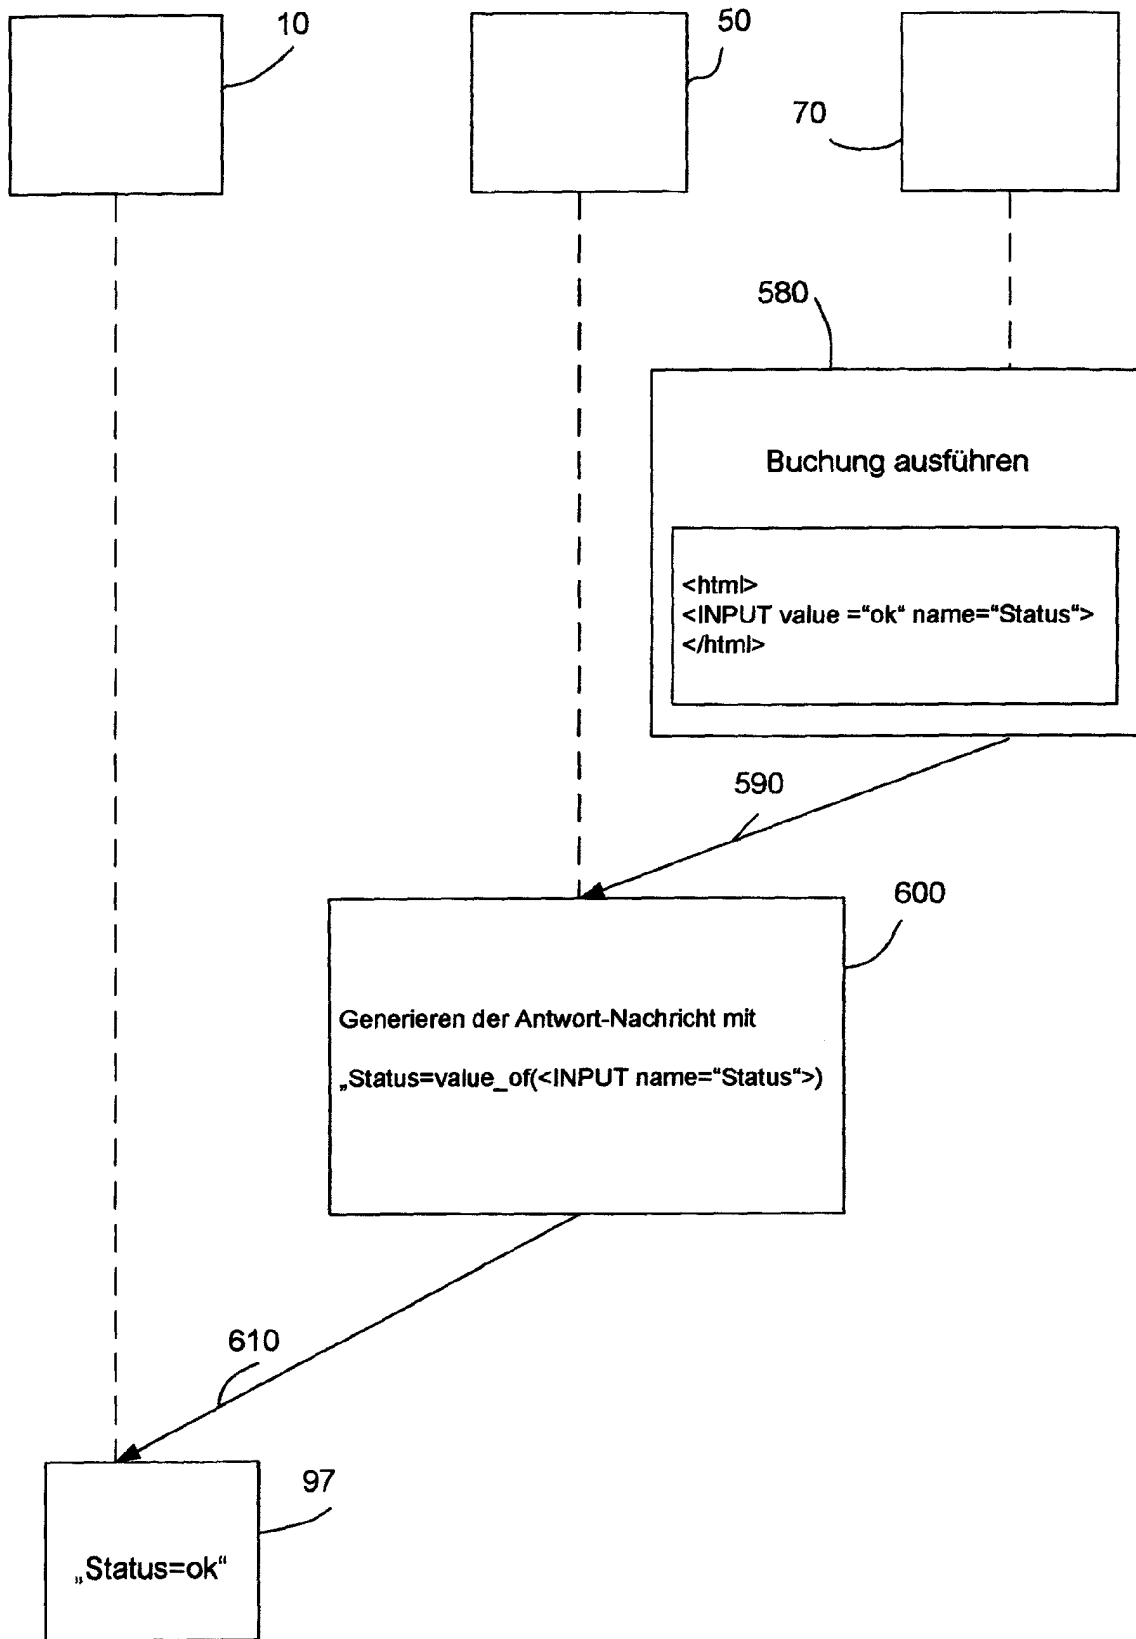 10
50
70
580
Buchung ausführen
<html>
<INPUT value =“ok“ name=“Status“>
</html>
590
600
Generieren der Antwort-Nachricht mit
„Status=value_of(<INPUT name=“Status“>)
610
97
„Status=ok“